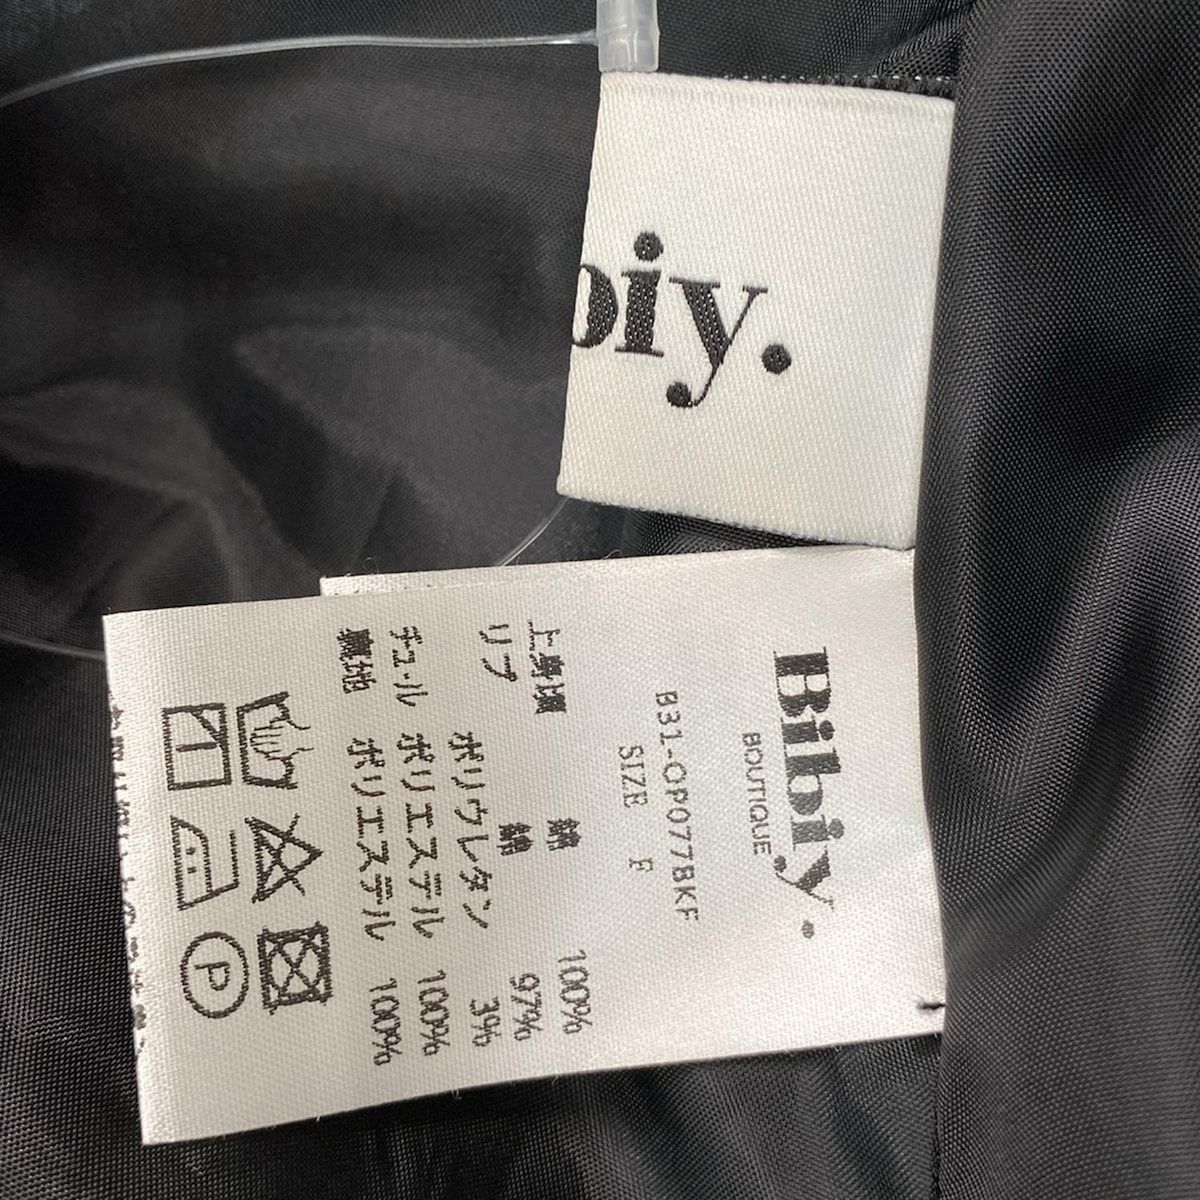 biy.
Bibiy.
BOUTIQUE
B31-OP077BKF
SIZE F
上身頃 綿 100%
リブ 綿 97%
ポリウレタン 3%
チュール ポリエステル 100%
裏地 ポリエステル 100%
P